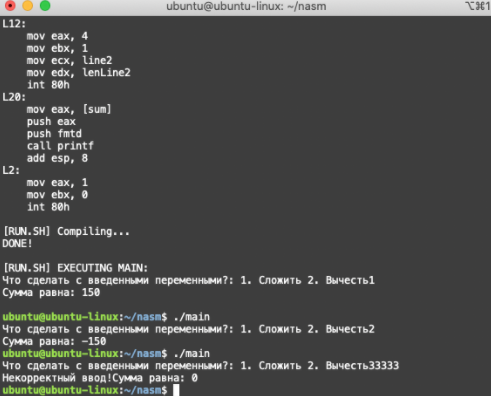 ubuntu@ubuntu-linux: ~/nasm
⌥⌘1
L12:
mov eax, 4
mov ebx, 1
mov ecx, line2
mov edx, lenLine2
int 80h
L20:
mov eax, [sum]
push eax
push fmtd
call printf
add esp, 8
L2:
mov eax, 1
mov ebx, 0
int 80h
[RUN.SH] Compiling...
DONE!
[RUN.SH] EXECUTING MAIN:
Что сделать с введенными переменными?: 1. Сложить 2. Вычесть1
Сумма равна: 150
ubuntu@ubuntu-linux:~/nasm$ ./main
Что сделать с введенными переменными?: 1. Сложить 2. Вычесть2
Сумма равна: -150
ubuntu@ubuntu-linux:~/nasm$ ./main
Что сделать с введенными переменными?: 1. Сложить 2. Вычесть33333
Некорректный ввод!Сумма равна: 0
ubuntu@ubuntu-linux:~/nasm$